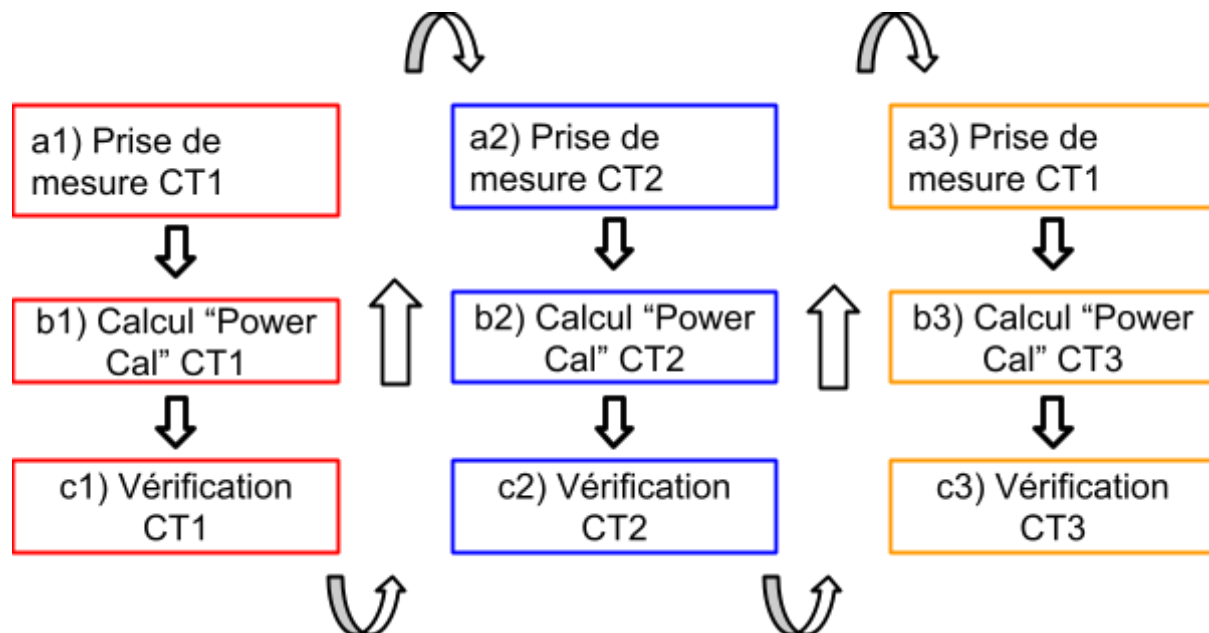 a1) Prise de
mesure CT1
b1) Calcul “Power
Cal” CT1
c1) Vérification
CT1
a2) Prise de
mesure CT2
b2) Calcul “Power
Cal” CT2
c2) Vérification
CT2
a3) Prise de
mesure CT1
b3) Calcul “Power
Cal” CT3
c3) Vérification
CT3